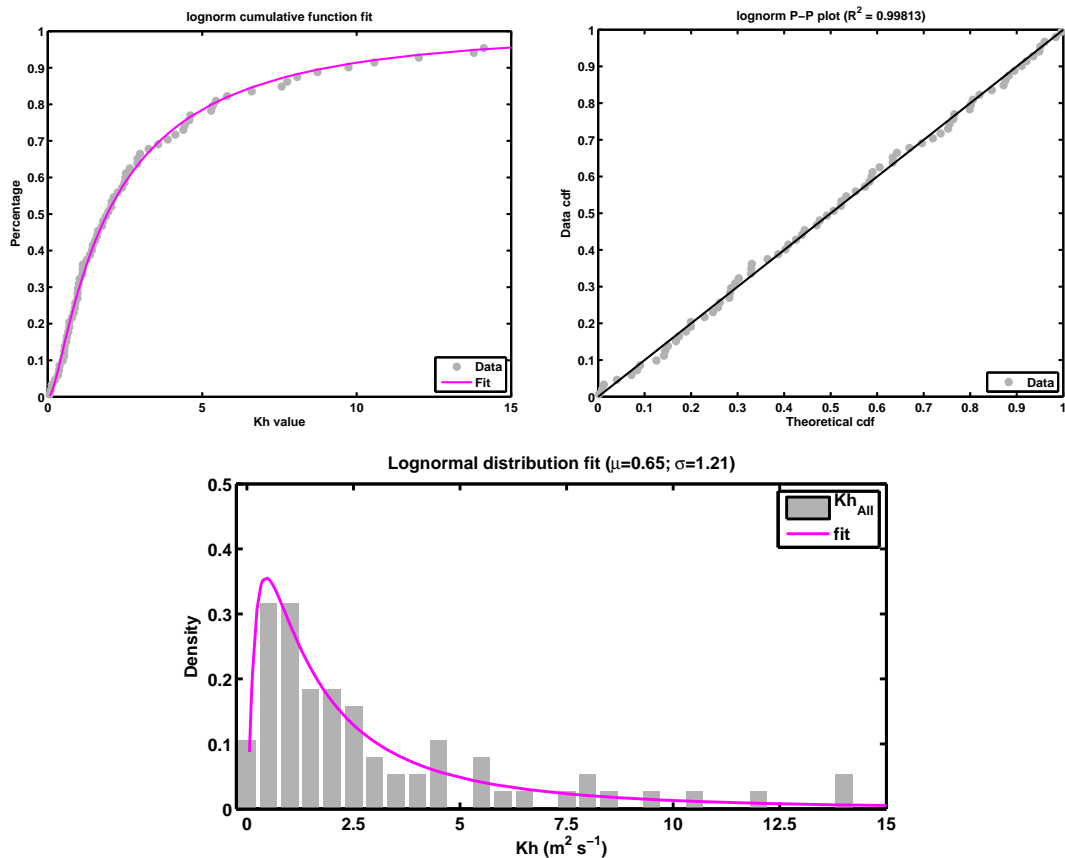 lognorm cumulative function fit
1
0.9
0.8
0.7
0.6
0.5
0.4
0.3
0.2
0.1
0
Percentage
0 5 10 15
Kh value
Data
Fit
lognorm P−P plot (R2 = 0.99813)
1
0.9
0.8
0.7
0.6
0.5
0.4
0.3
0.2
0.1
0
Data cdf
0 0.1 0.2 0.3 0.4 0.5 0.6 0.7 0.8 0.9 1
Theoretical cdf
Data
Lognormal distribution fit (μ=0.65; σ=1.21)
0.5
0.4
0.3
0.2
0.1
0
Density
0 2.5 5 7.5 10 12.5 15
Kh (m2 s−1)
KhAll
fit